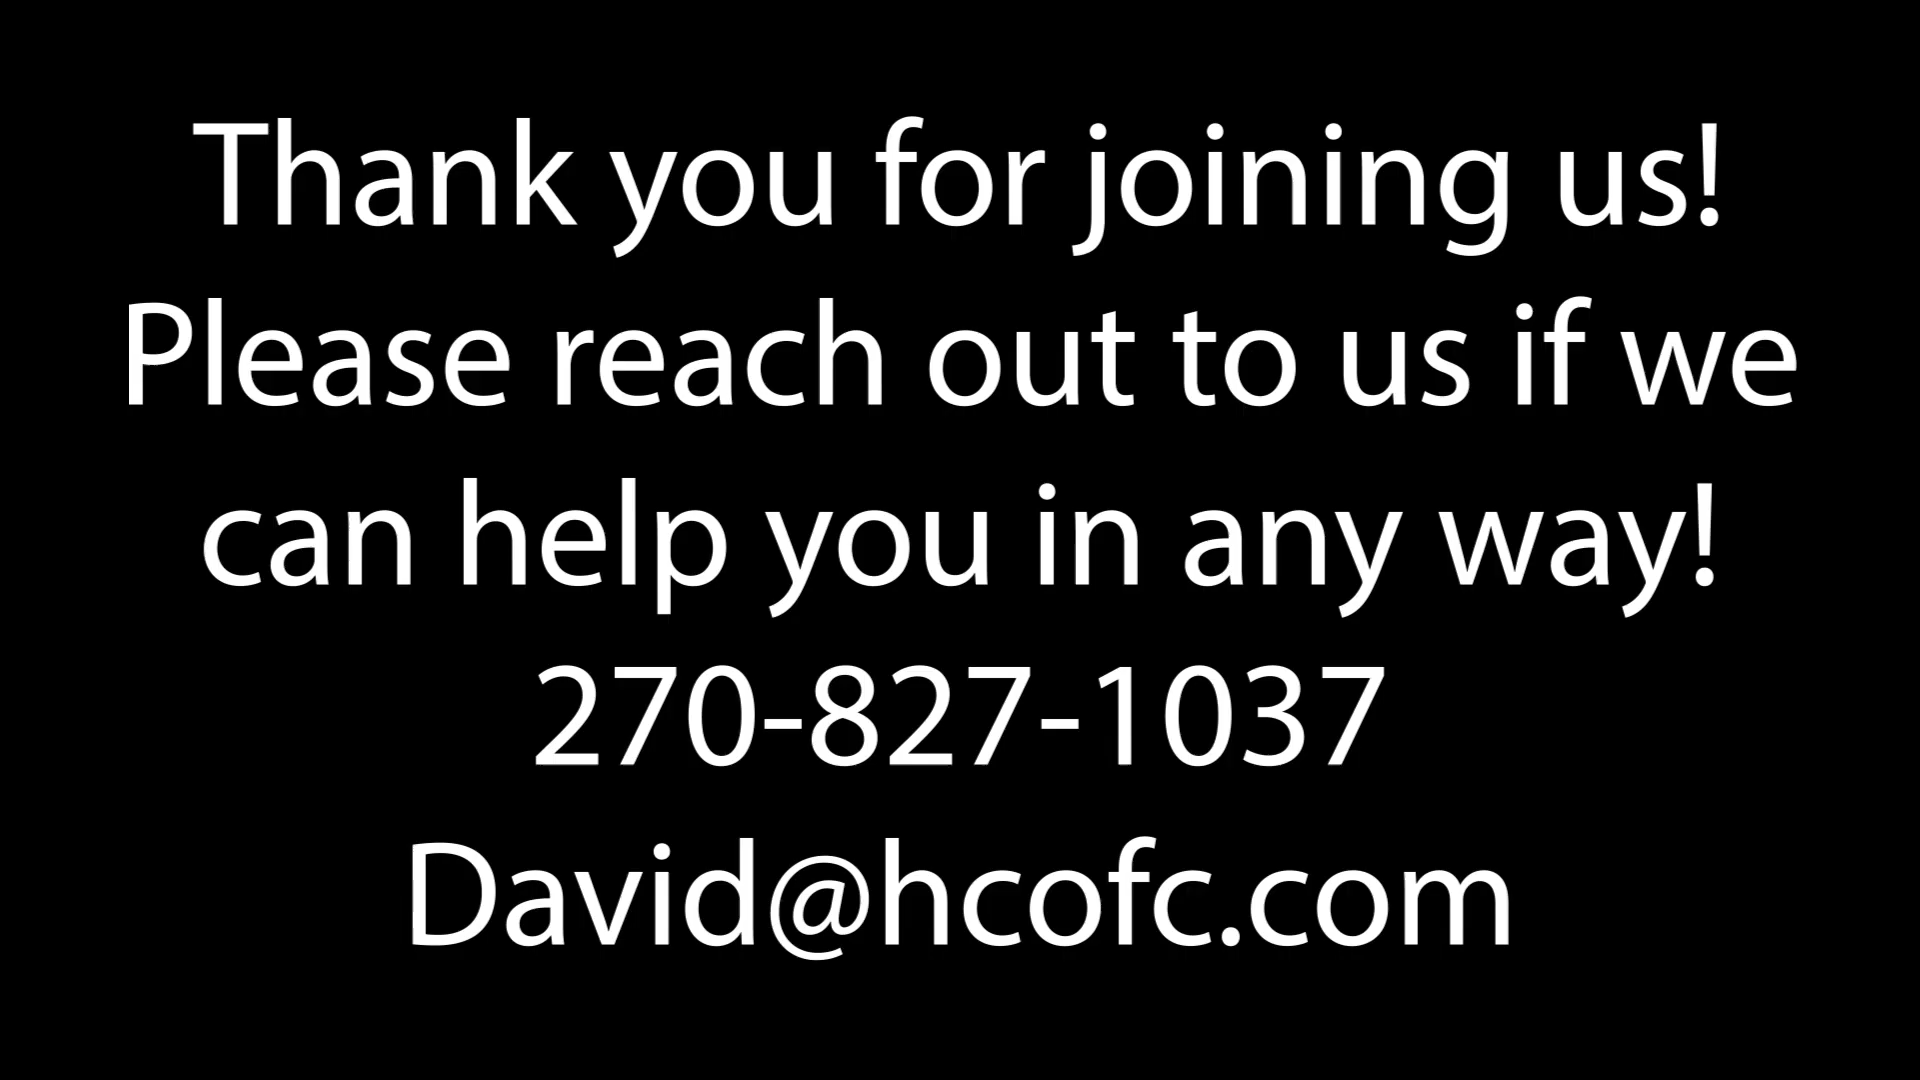 Thank you for joining us!
Please reach out to us if we
can help you in any way!
270-827-1037
David@hcofc.com